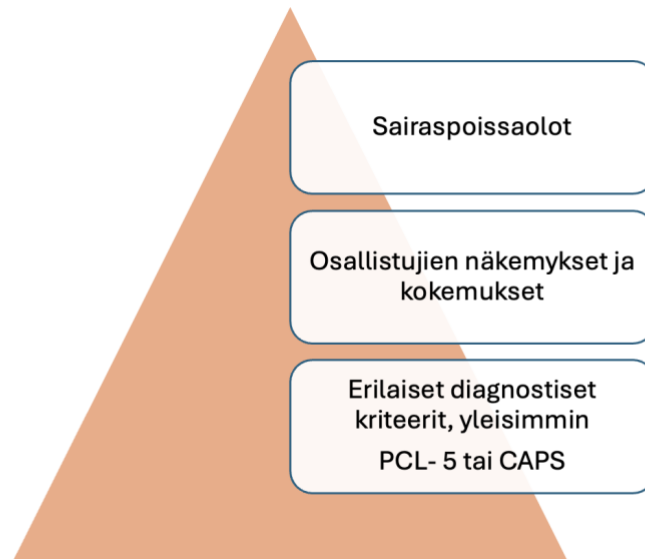 Sairaspoissaolot
Osallistujien näkemykset ja
kokemukset
Erilaiset diagnostiset
kriteerit, yleisimmin
PCL- 5 tai CAPS